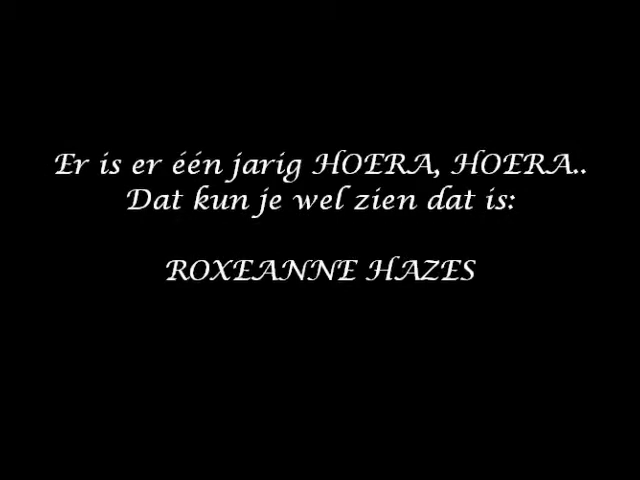 Er is er één jarig HOERA, HOERA..
Dat kun je wel zien dat is:
ROXEANNE HAZES